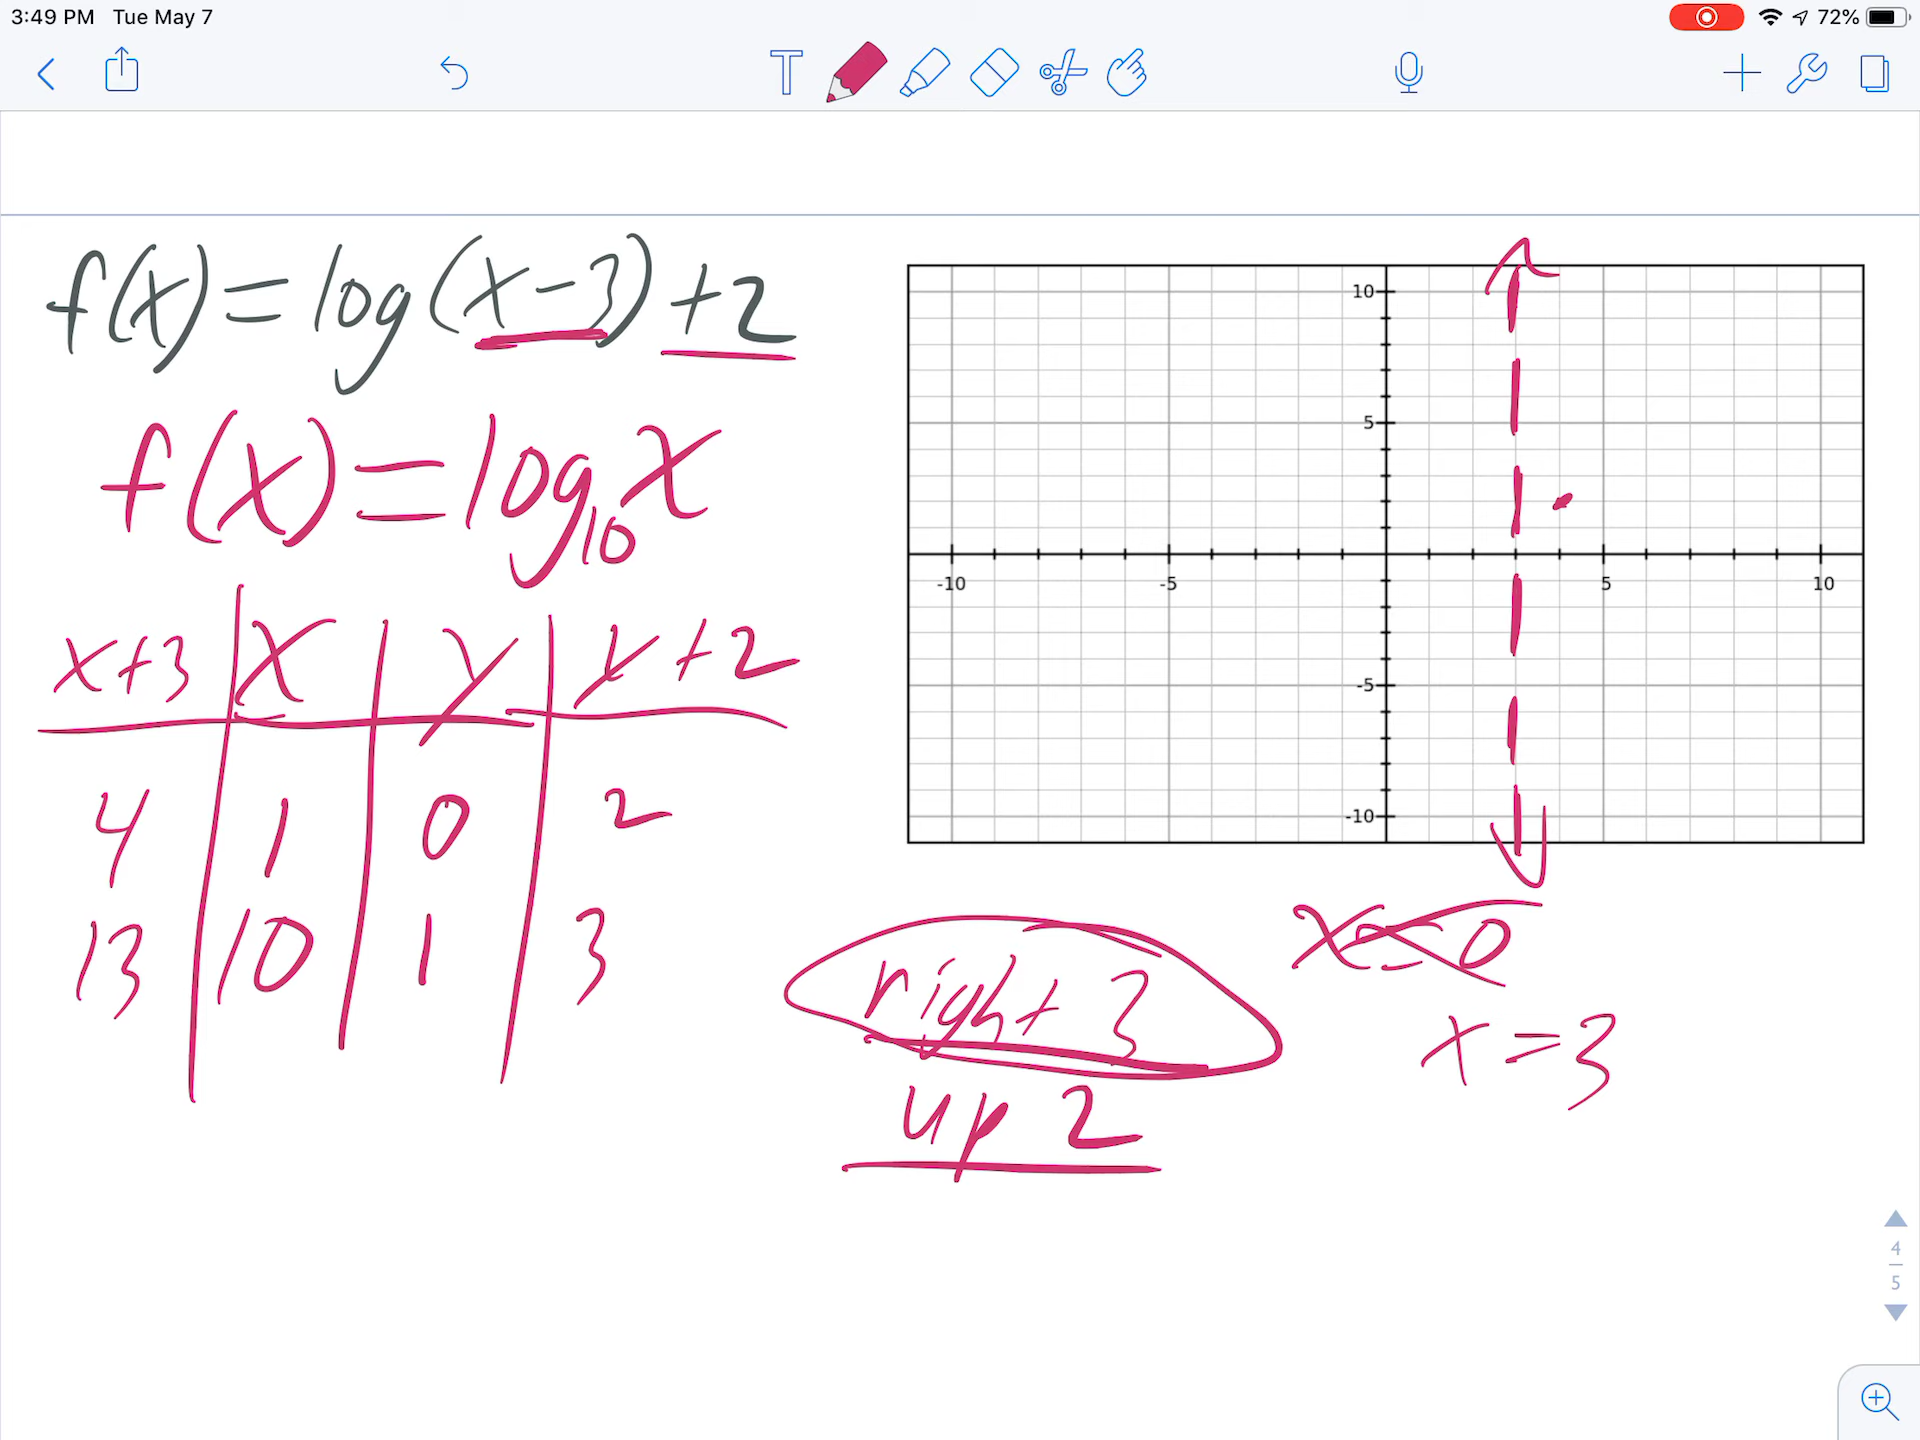 3:49 PM Tue May 7
72%
T
f(x) = log(x-3) +2
f(x) = log₁₀ x
x+3 | x | y | y+2
4 | 1 | 0 | 2
13 | 10 | 1 | 3
10
5
-10 -5 5 10
-5
-10
right 3
up 2
x=0
x=3
4
5